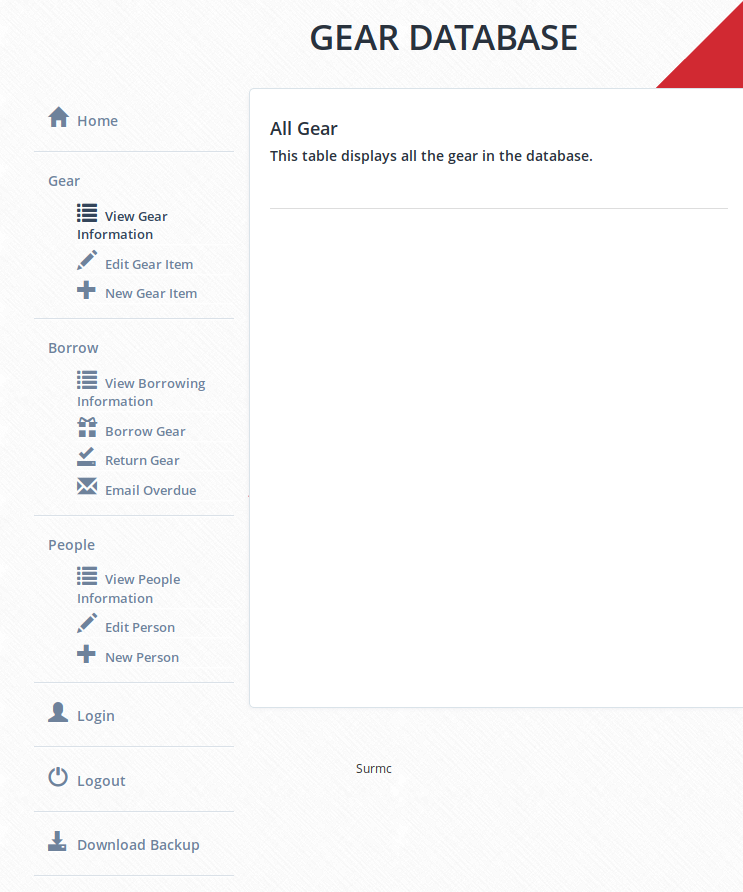 GEAR DATABASE
Home
Gear
View Gear
Information
Edit Gear Item
New Gear Item
Borrow
View Borrowing
Information
Borrow Gear
Return Gear
Email Overdue
People
View People
Information
Edit Person
New Person
Login
Logout
Download Backup
All Gear
This table displays all the gear in the database.
Surmc